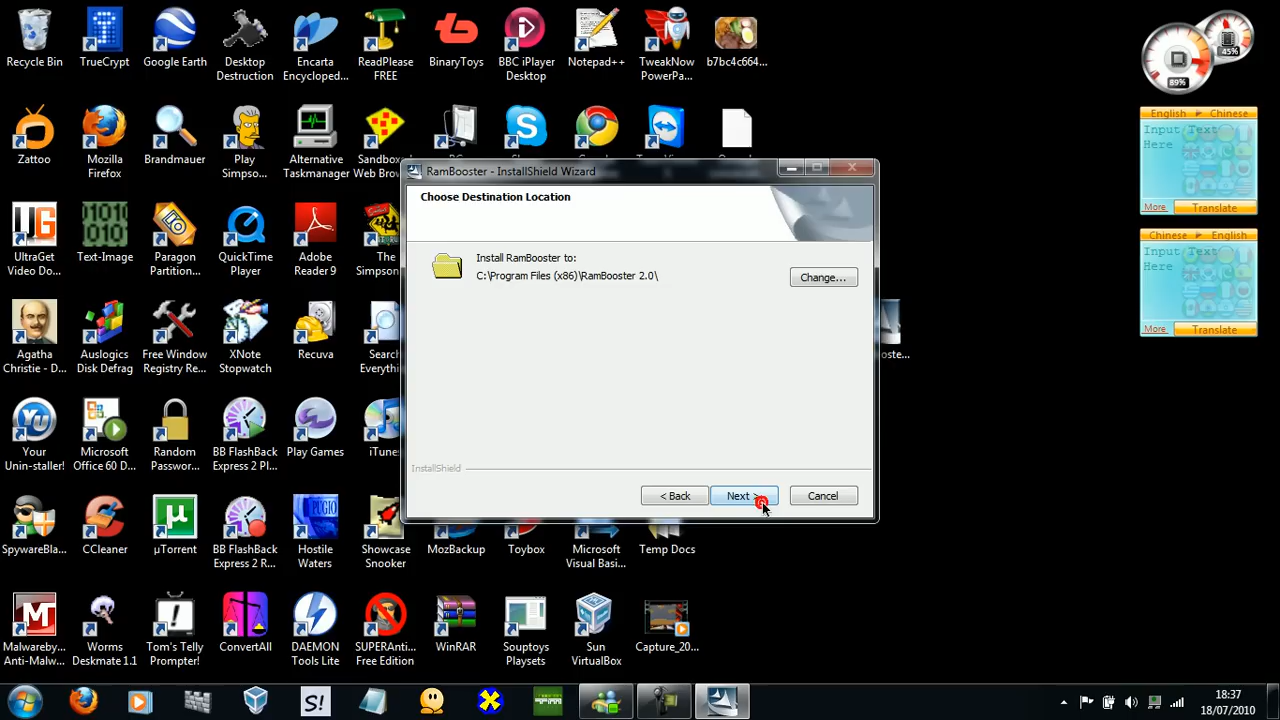 Recycle Bin
TrueCrypt
Google Earth
Desktop
Destruction
Encarta
Encycloped...
ReadPlease
FREE
BBC iPlayer
Desktop
Notepad++
TweakNow
PowerPa...
b7bc4c664...
89%
45%
Zattoo
Mozilla
Firefox
Brandmauer
Play
Simpso...
Alternative
Taskmanager
Sandbox
Web Brow...
English
Chinese
Input Text
Here
More
Translate
RamBooster - InstallShield Wizard
Choose Destination Location
Install RamBooster to:
C:\Program Files (x86)\RamBooster 2.0\
Change...
InstallShield
< Back
Next >
Cancel
UltraGet
Video Do...
Text-Image
Paragon
Partition...
QuickTime
Player
Adobe
Reader 9
The
Simpson...
Chinese
English
Input Text
Here
More
Translate
Agatha
Christie - D...
Auslogics
Disk Defrag
Free Window
Registry Re...
XNote
Stopwatch
Recuva
Search
Everythi...
oste...
Your
Unin-staller!
Microsoft
Office 60 D...
Random
Passwor...
BB FlashBack
Express 2 Pl...
Play Games
iTune
SpywareBla...
CCleaner
µTorrent
BB FlashBack
Express 2 R...
Hostile
Waters
Showcase
Snooker
MozBackup
Toybox
Microsoft
Visual Basi...
Temp Docs
Malwareby...
Anti-Malw...
Worms
Deskmate 1.1
Tom's Telly
Prompter!
ConvertAll
DAEMON
Tools Lite
SUPERAnti...
Free Edition
WinRAR
Souptoys
Playsets
Sun
VirtualBox
Capture_20...
S!
18:37
18/07/2010